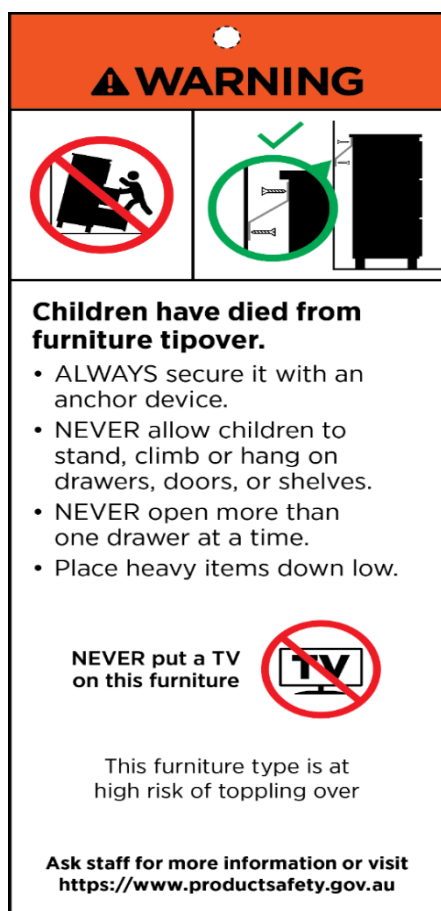 WARNING
Children have died from
furniture tipover.
• ALWAYS secure it with an
anchor device.
• NEVER allow children to
stand, climb or hang on
drawers, doors, or shelves.
• NEVER open more than
one drawer at a time.
• Place heavy items down low.
NEVER put a TV
on this furniture
TV
This furniture type is at
high risk of toppling over
Ask staff for more information or visit
https://www.productsafety.gov.au